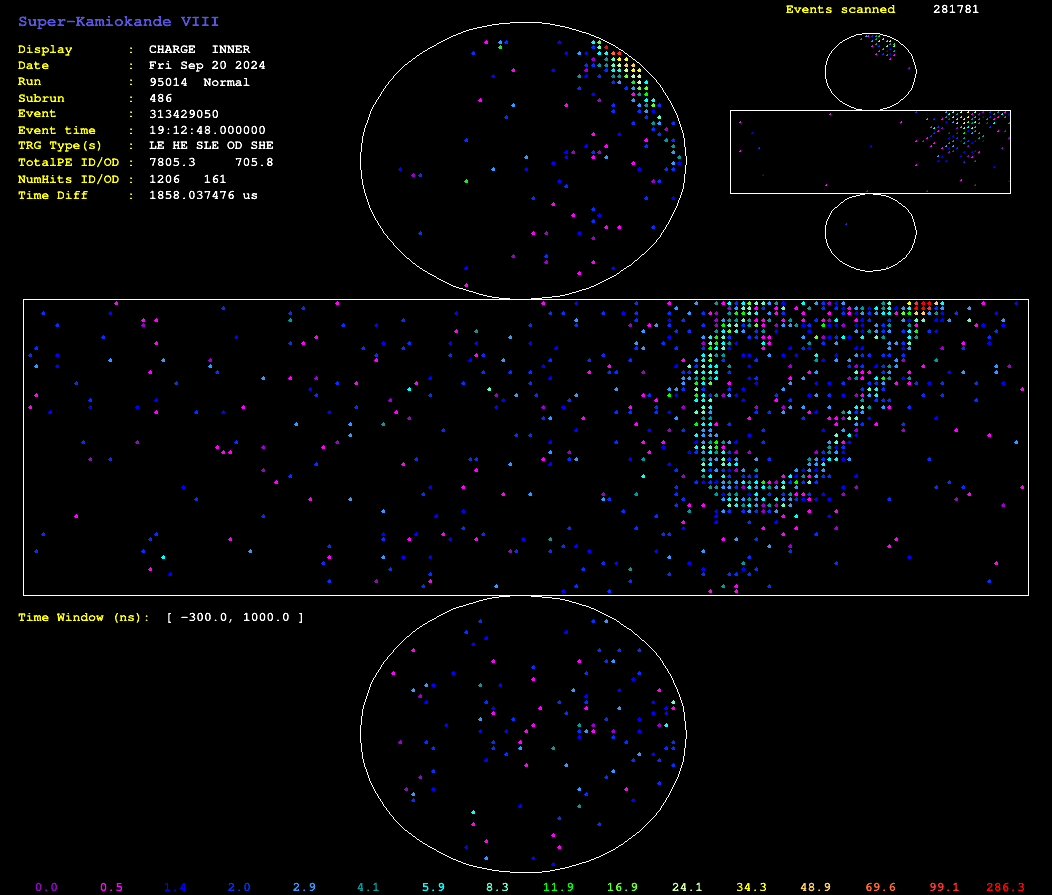 Super-Kamiokande VIII
Events scanned 281781
Display : CHARGE INNER
Date : Fri Sep 20 2024
Run : 95014 Normal
Subrun : 486
Event : 313429050
Event time : 19:12:48.000000
TRG Type(s) : LE HE SLE OD SHE
TotalPE ID/OD : 7805.3 705.8
NumHits ID/OD : 1206 161
Time Diff : 1858.037476 us
Time Window (ns): [ -300.0, 1000.0 ]
0.0 0.5 1.4 2.0 2.9 4.1 5.9 8.3 11.9 16.9 24.1 34.3 48.9 69.6 99.1 286.3